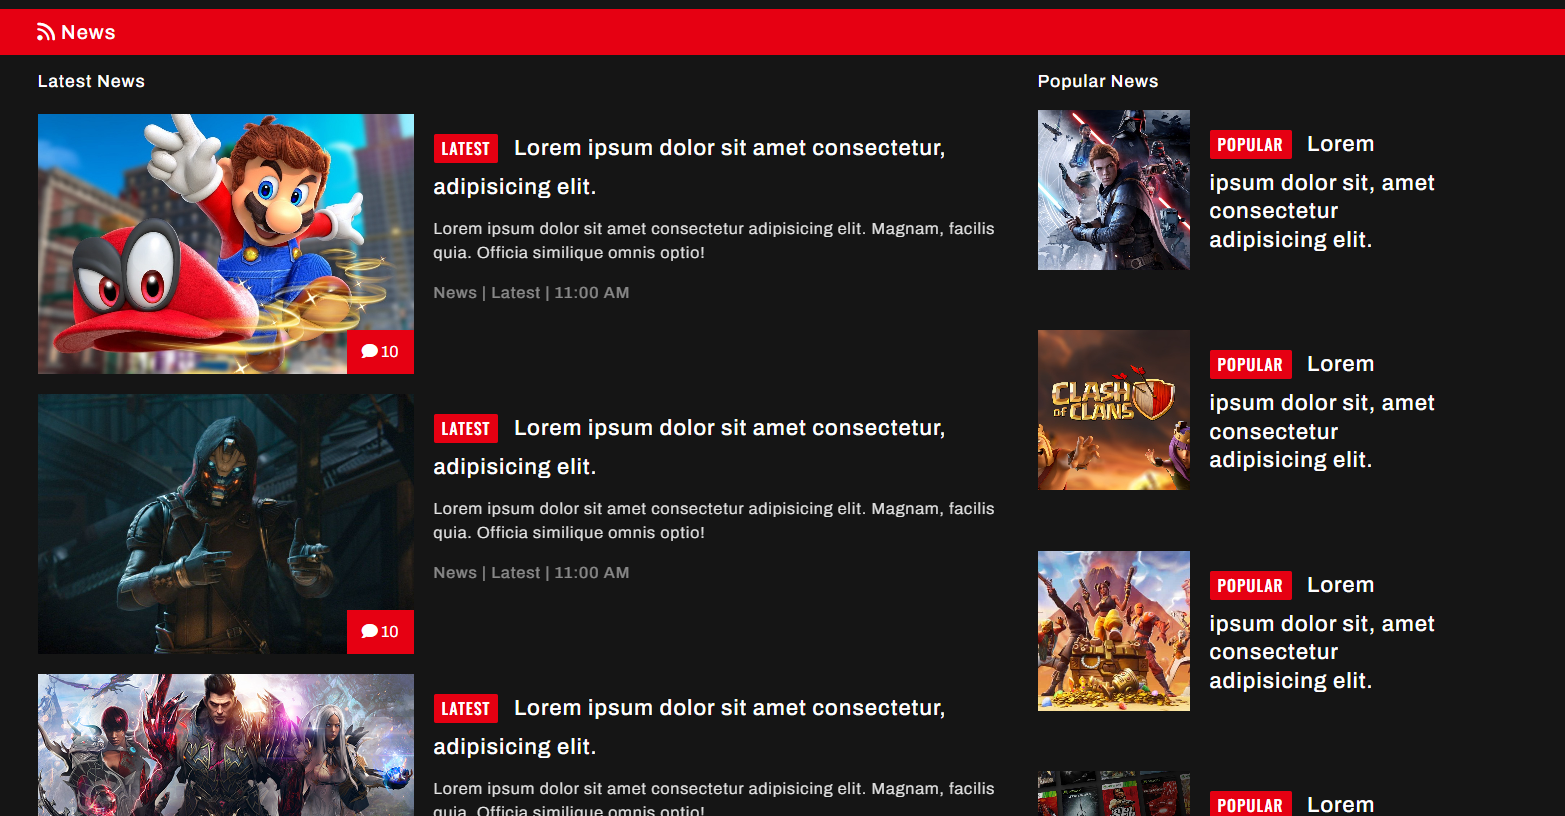 News
Latest News
LATEST Lorem ipsum dolor sit amet consectetur,
adipisicing elit.
Lorem ipsum dolor sit amet consectetur adipisicing elit. Magnam, facilis
quia. Officia similique omnis optio!
News | Latest | 11:00 AM
10
LATEST Lorem ipsum dolor sit amet consectetur,
adipisicing elit.
Lorem ipsum dolor sit amet consectetur adipisicing elit. Magnam, facilis
quia. Officia similique omnis optio!
News | Latest | 11:00 AM
10
LATEST Lorem ipsum dolor sit amet consectetur,
adipisicing elit.
Lorem ipsum dolor sit amet consectetur adipisicing elit. Magnam, facilis
quia. Officia similique omnis optio!
Popular News
POPULAR Lorem
ipsum dolor sit, amet
consectetur
adipisicing elit.
CLASH
OF CLANS
POPULAR Lorem
ipsum dolor sit, amet
consectetur
adipisicing elit.
POPULAR Lorem
ipsum dolor sit, amet
consectetur
adipisicing elit.
POPULAR Lorem